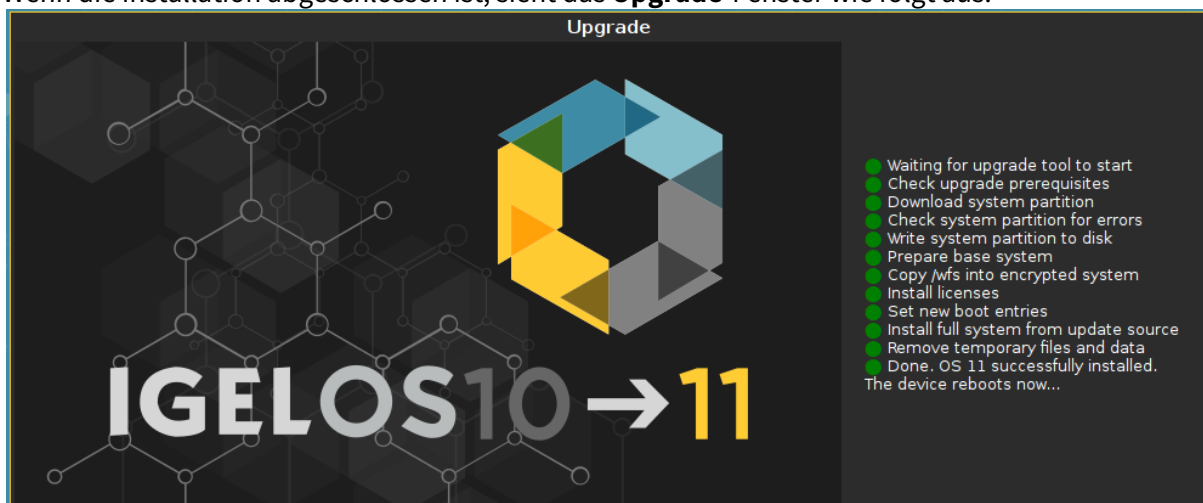 Wenn die Installation abgeschlossen ist, sieht das Upgrade-Fenster wie folgt aus:
Upgrade
Waiting for upgrade tool to start
Check upgrade prerequisites
Download system partition
Check system partition for errors
Write system partition to disk
Prepare base system
Copy /wfs into encrypted system
Install licenses
Set new boot entries
Install full system from update source
Remove temporary files and data
Done. OS 11 successfully installed.
The device reboots now...
IGELOS10→11